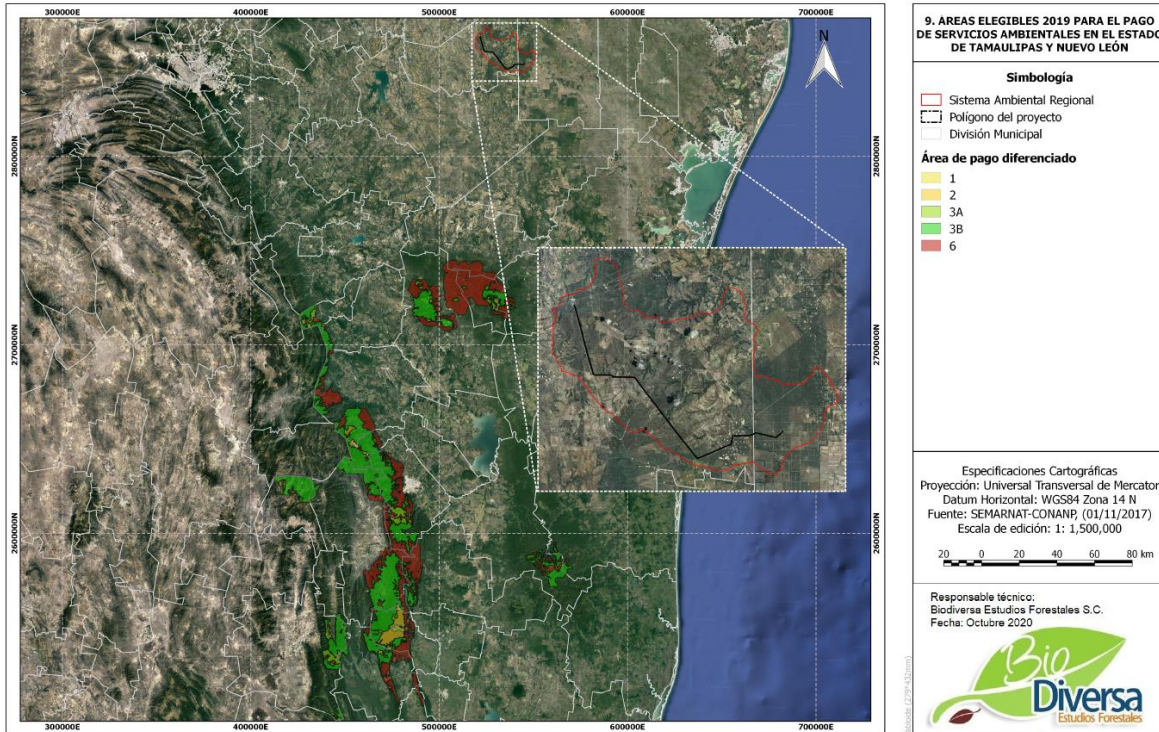 300000E 400000E 500000E 600000E 700000E
N
2800000N 2800000N
2700000N 2700000N
2600000N 2600000N
300000E 400000E 500000E 600000E 700000E
9. AREAS ELEGIBLES 2019 PARA EL PAGO
DE SERVICIOS AMBIENTALES EN EL ESTADO
DE TAMAULIPAS Y NUEVO LEÓN
Simbología
Sistema Ambiental Regional
Polígono del proyecto
División Municipal
Área de pago diferenciado
1
2
3A
3B
6
Especificaciones Cartográficas
Proyección: Universal Transversal de Mercator
Datum Horizontal: WGS84 Zona 14 N
Fuente: SEMARNAT-CONANP, (01/11/2017)
Escala de edición: 1: 1,500,000
20 0 20 40 60 80 km
Responsable técnico:
Biodiversa Estudios Forestales S.C.
Fecha: Octubre 2020
Bio
Diversa
Estudios Forestales
(279*432mm)